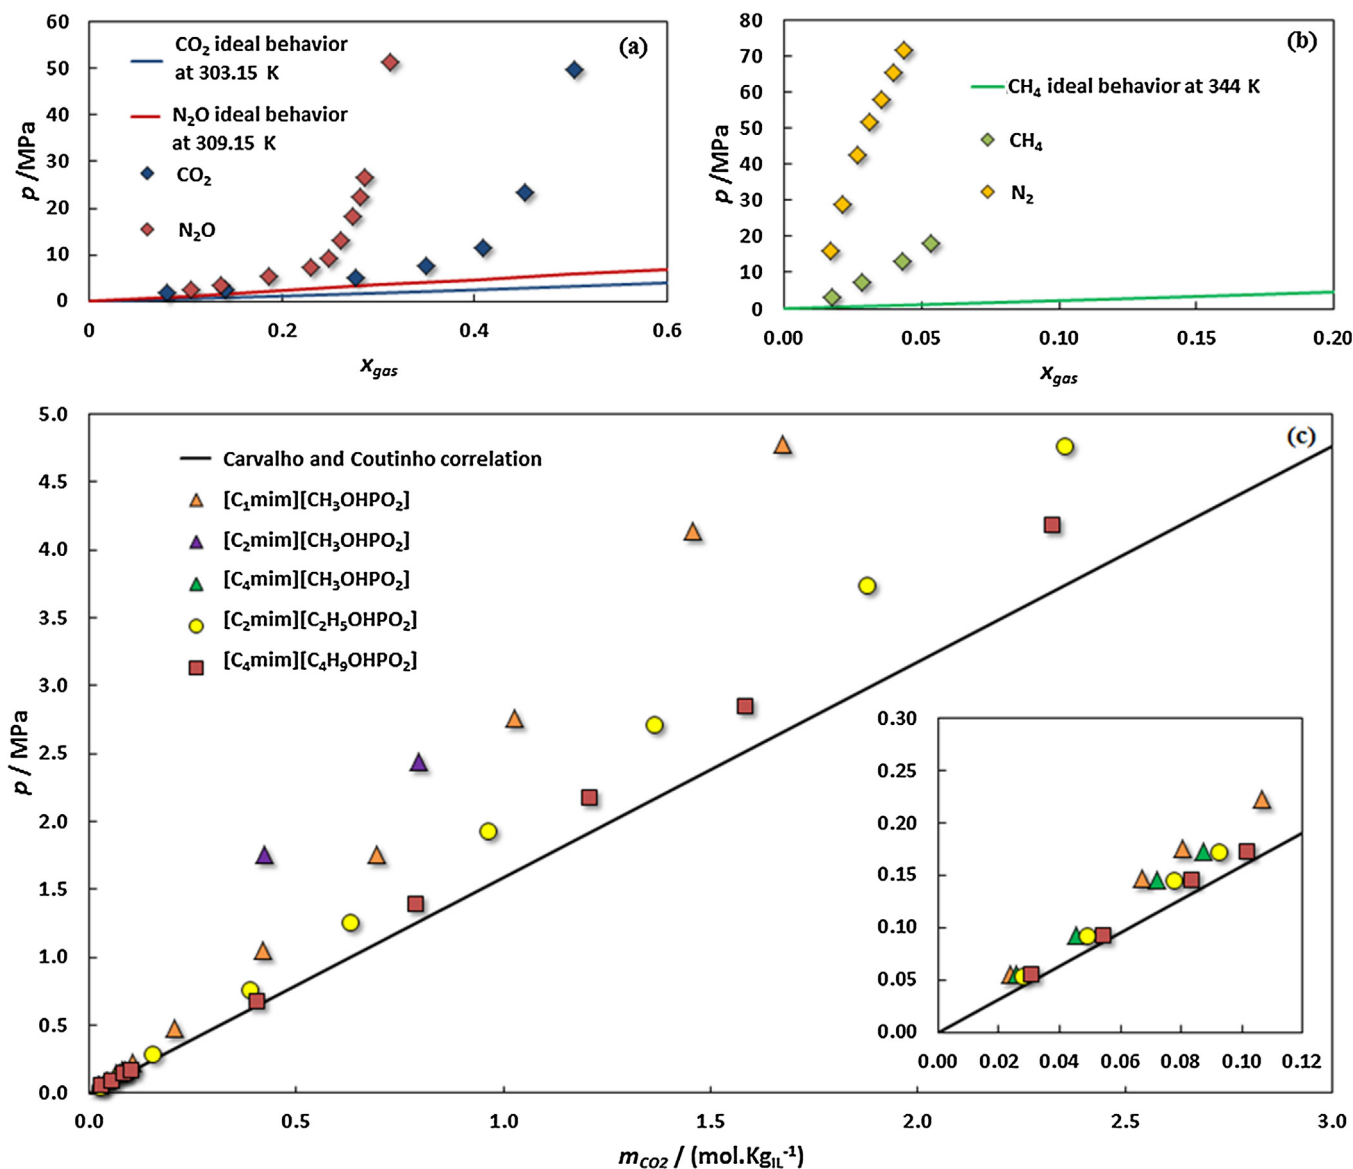 (a)
60
50
40
30
20
10
0
p /MPa
CO2 ideal behavior
at 303.15 K
N2O ideal behavior
at 309.15 K
CO2
N2O
0 0.2 0.4 0.6
xgas
(b)
80
70
60
50
40
30
20
10
0
p /MPa
CH4 ideal behavior at 344 K
CH4
N2
0.00 0.05 0.10 0.15 0.20
xgas
(c)
5.0
4.5
4.0
3.5
3.0
2.5
2.0
1.5
1.0
0.5
0.0
p / MPa
Carvalho and Coutinho correlation
[C1mim][CH3OHPO2]
[C2mim][CH3OHPO2]
[C4mim][CH3OHPO2]
[C2mim][C2H5OHPO2]
[C4mim][C4H9OHPO2]
0.30
0.25
0.20
0.15
0.10
0.05
0.00
0.00 0.02 0.04 0.06 0.08 0.10 0.12
0.0 0.5 1.0 1.5 2.0 2.5 3.0
mCO2 / (mol.KgIL-1)